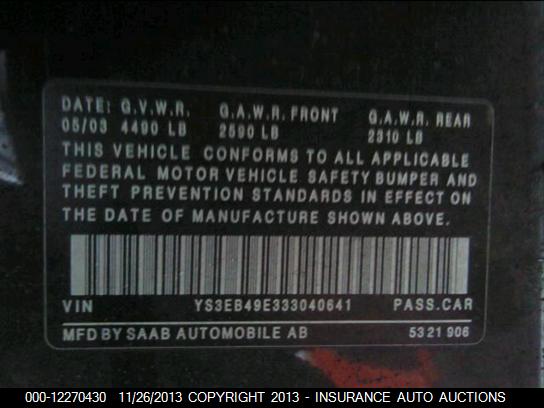 DATE: G.V.W.R. G.A.W.R. FRONT G.A.W.R. REAR
05/03 4490 LB 2590 LB 2310 LB
THIS VEHICLE CONFORMS TO ALL APPLICABLE
FEDERAL MOTOR VEHICLE SAFETY BUMPER AND
THEFT PREVENTION STANDARDS IN EFFECT ON
THE DATE OF MANUFACTURE SHOWN ABOVE.
VIN YS3EB49E333040641 PASS.CAR
MFD BY SAAB AUTOMOBILE AB 5321906
000-12270430 11/26/2013 COPYRIGHT 2013 - INSURANCE AUTO AUCTIONS